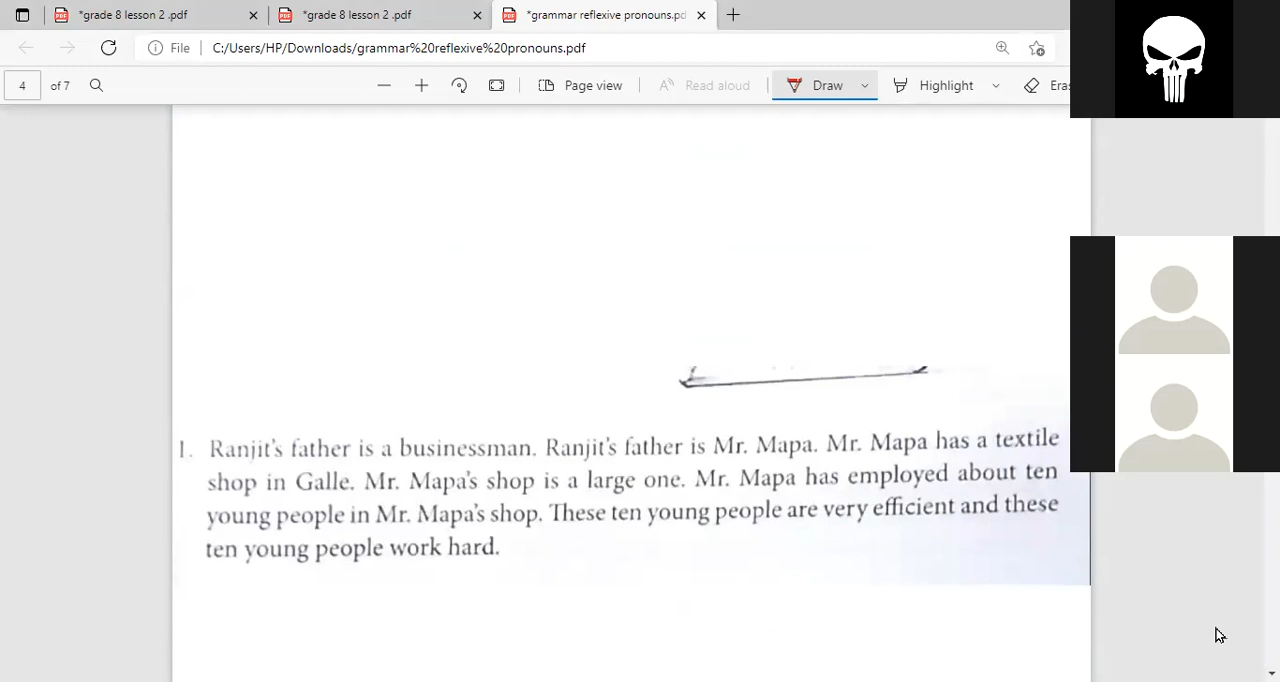 *grade 8 lesson 2 .pdf
*grade 8 lesson 2 .pdf
*grammar reflexive pronouns.pd
File
C:/Users/HP/Downloads/grammar%20reflexive%20pronouns.pdf
4 of 7
Page view
Read aloud
Draw
Highlight
Eras
1. Ranjit's father is a businessman. Ranjit's father is Mr. Mapa. Mr. Mapa has a textile
shop in Galle. Mr. Mapa's shop is a large one. Mr. Mapa has employed about ten
young people in Mr. Mapa's shop. These ten young people are very efficient and these
ten young people work hard.